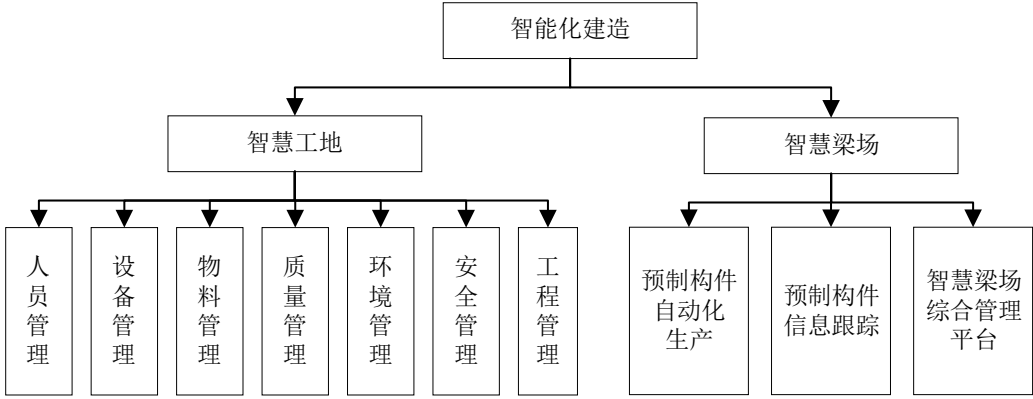 智能化建造
智慧工地
智慧梁场
人员管理
设备管理
物料管理
质量管理
环境管理
安全管理
工程管理
预制构件
自动化
生产
预制构件
信息跟踪
智慧梁场
综合管理
平台